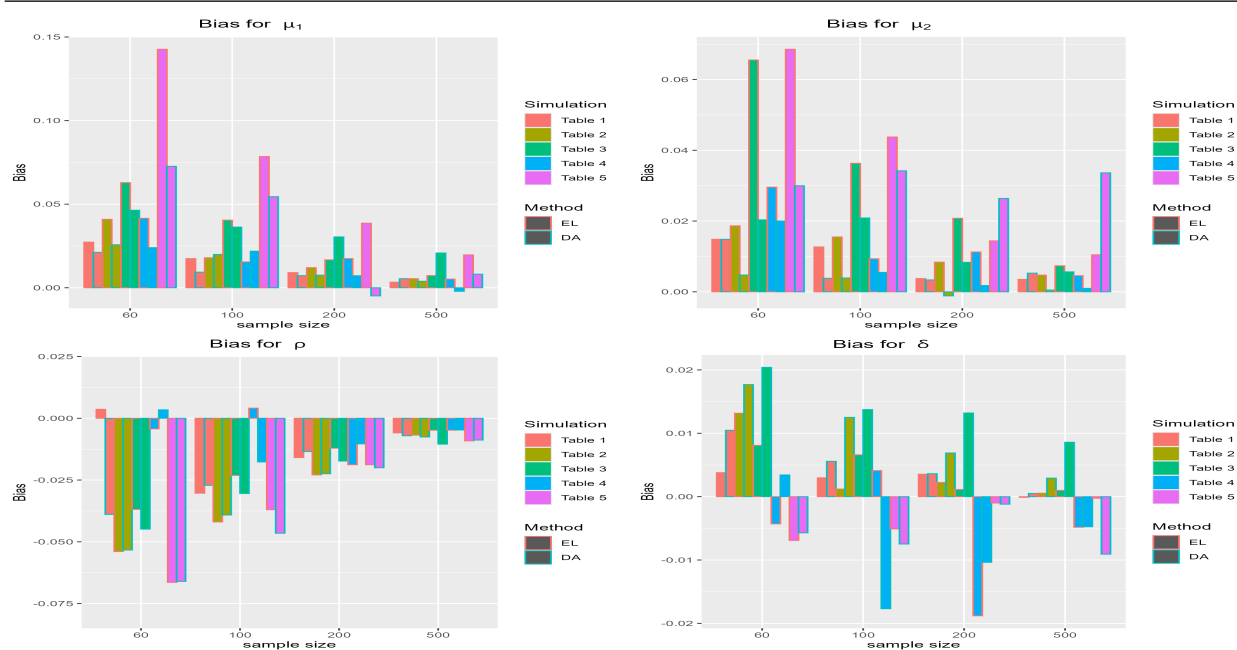 Bias for μ₁
0.15
0.10
0.05
0.00
Bias
60
100
200
500
sample size
Simulation
Table 1
Table 2
Table 3
Table 4
Table 5
Method
EL
DA
Bias for μ₂
0.06
0.04
0.02
0.00
Bias
60
100
200
500
sample size
Simulation
Table 1
Table 2
Table 3
Table 4
Table 5
Method
EL
DA
Bias for ρ
0.025
0.000
-0.025
-0.050
-0.075
Bias
60
100
200
500
sample size
Simulation
Table 1
Table 2
Table 3
Table 4
Table 5
Method
EL
DA
Bias for δ
0.02
0.01
0.00
-0.01
-0.02
Bias
60
100
200
500
sample size
Simulation
Table 1
Table 2
Table 3
Table 4
Table 5
Method
EL
DA